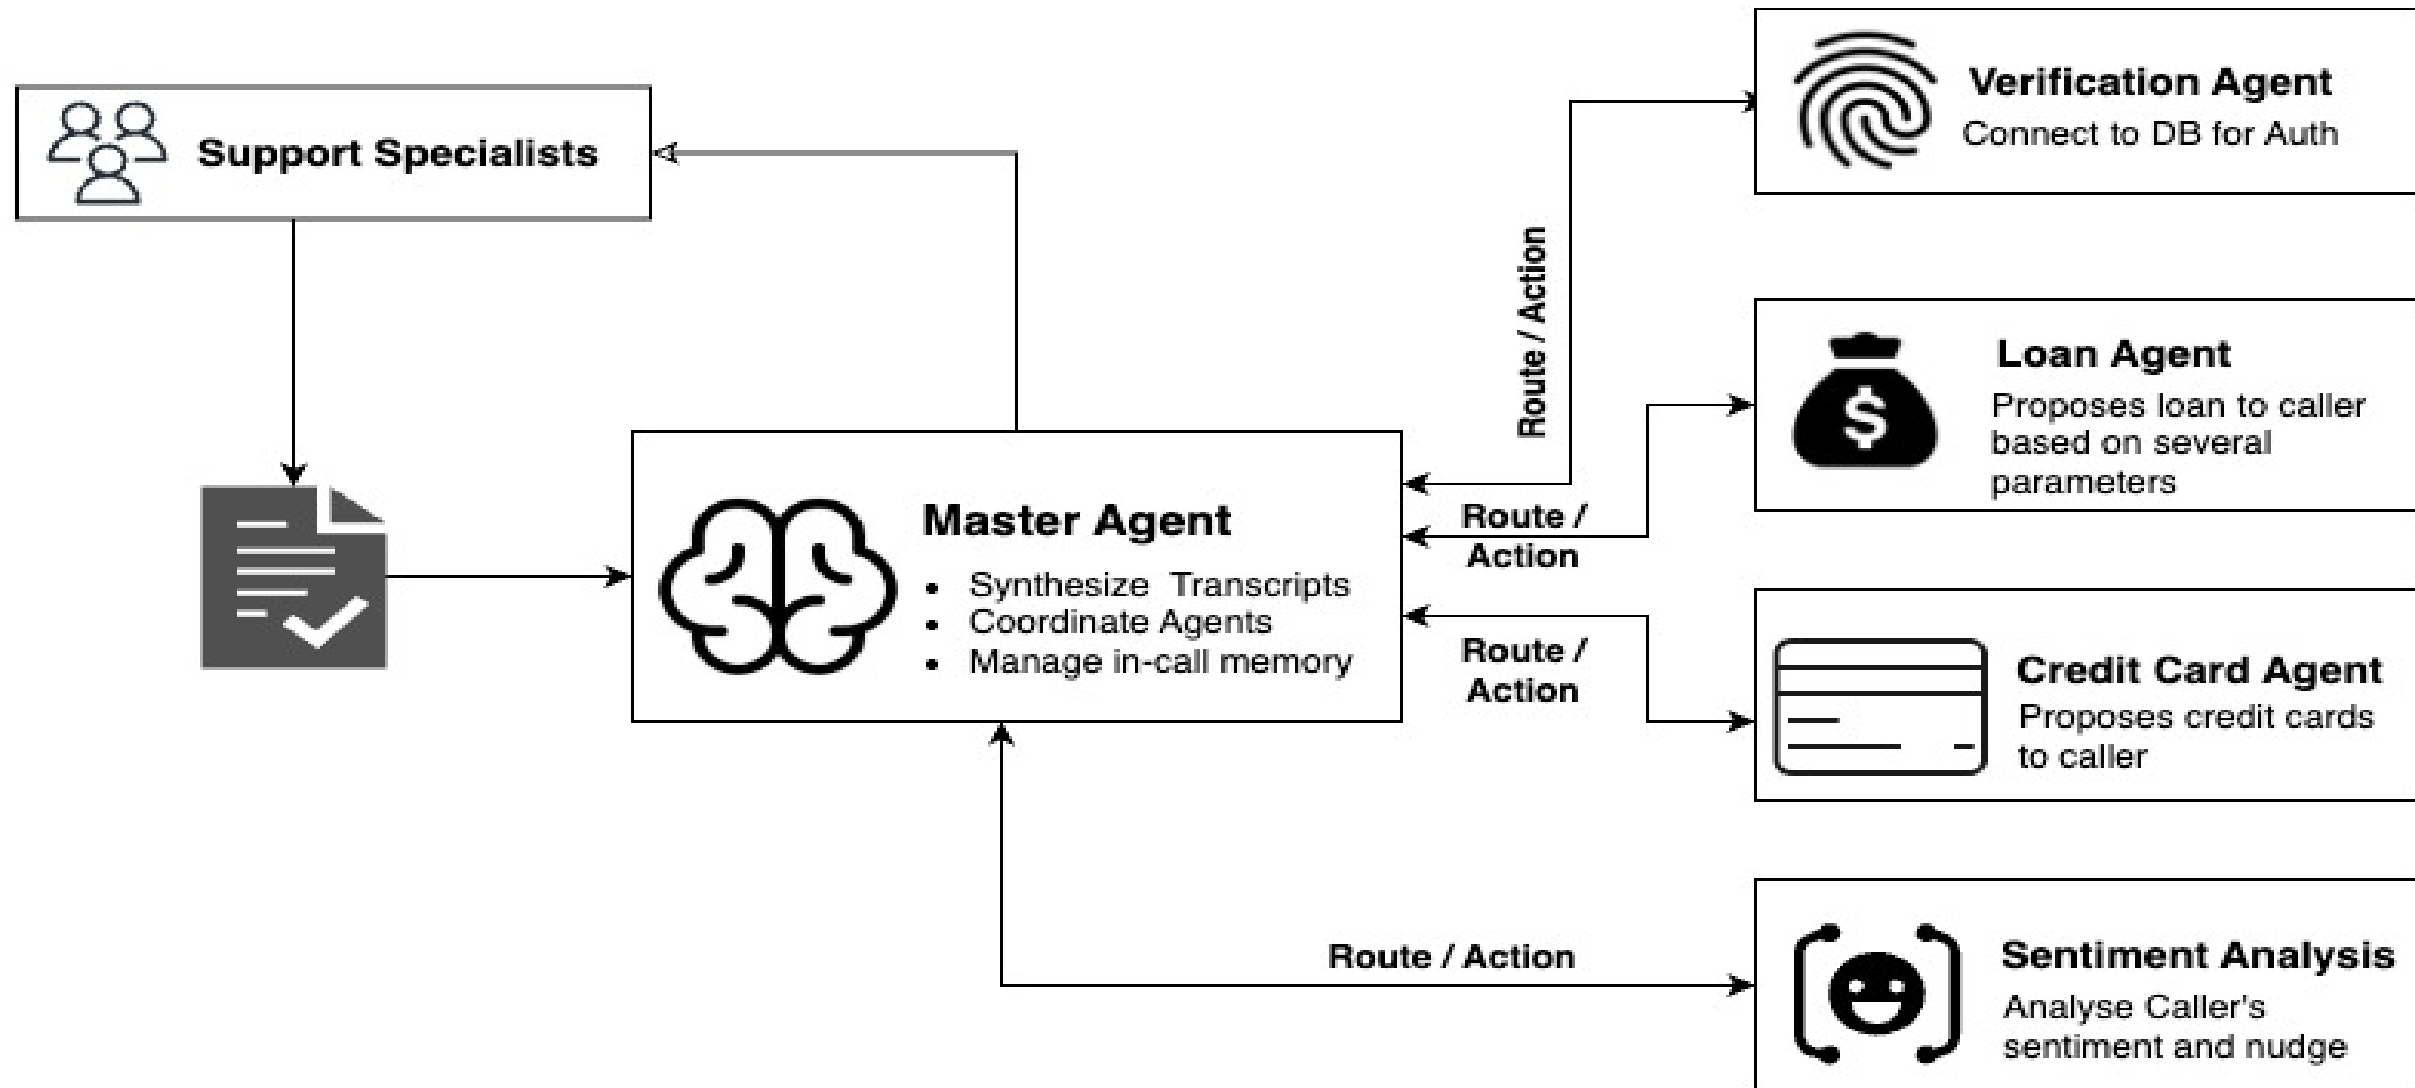 Support Specialists
Master Agent
• Synthesize Transcripts
• Coordinate Agents
• Manage in-call memory
Route / Action
Route /
Action
Route /
Action
Route / Action
Verification Agent
Connect to DB for Auth
Loan Agent
$
Proposes loan to caller
based on several
parameters
Credit Card Agent
Proposes credit cards
to caller
Sentiment Analysis
Analyse Caller's
sentiment and nudge